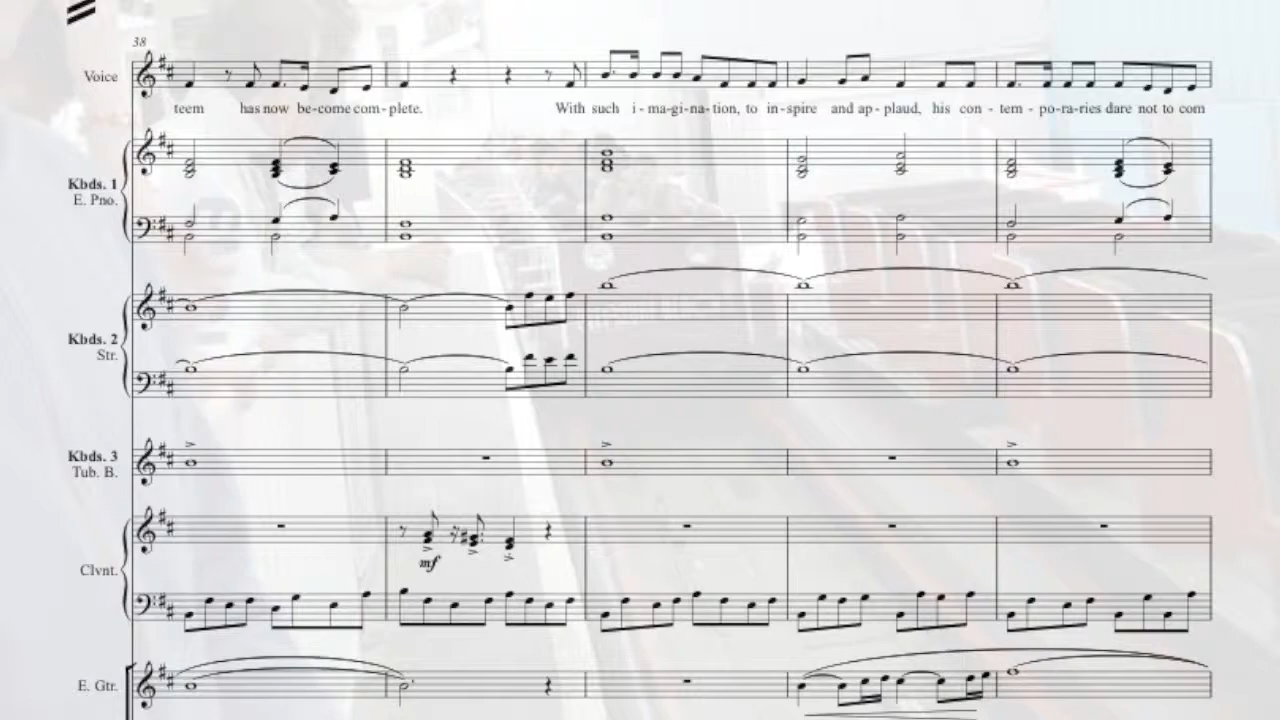 38
Voice
teem has now be-come com-plete. With such i-ma-gi-na-tion, to in-spire and ap-plaud, his con-tem-po-ra-ries dare not to com
Kbds. 1
E. Pno.
Kbds. 2
Str.
Kbds. 3
Tub. B.
mf
Clvnt.
E. Gtr.